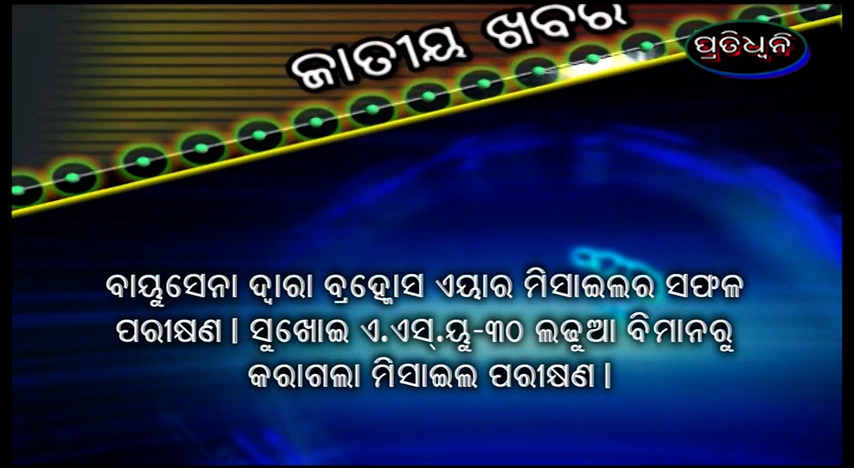 ଜାତୀୟ ଖବର
ପ୍ରତିଧ୍ୱନି
ବାୟୁସେନା ଦ୍ୱାରା ବ୍ରହ୍ମୋସ ଏୟାର ମିସାଇଲର ସଫଳ
ପରୀକ୍ଷଣ । ସୁଖୋଇ ଏ.ଏସ୍.ୟୁ-୩୦ ଲଢୁଆ ବିମାନରୁ
କରାଗଲା ମିସାଇଲ ପରୀକ୍ଷଣ ।